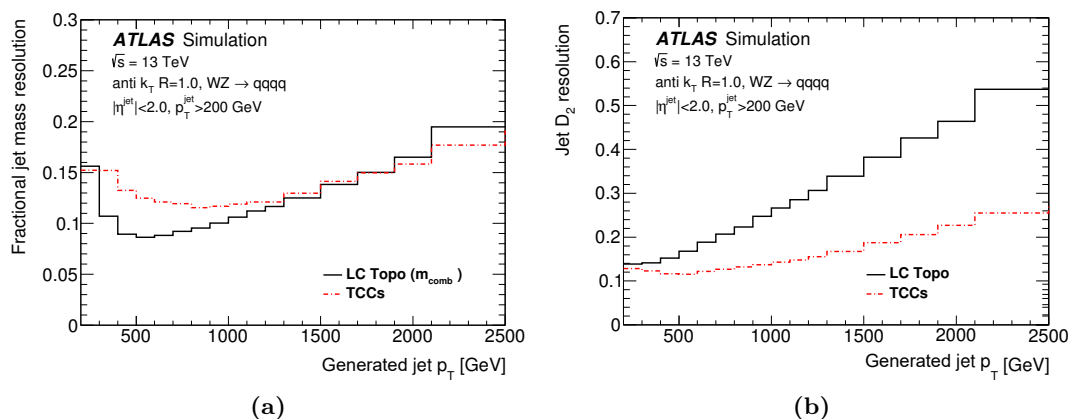 0.3
0.25
0.2
0.15
0.1
0.05
0
Fractional jet mass resolution
ATLAS Simulation
√s = 13 TeV
anti k_T R=1.0, WZ → qqqq
|η^jet|<2.0, p_T^jet>200 GeV
LC Topo (m_comb)
TCCs
500 1000 1500 2000 2500
Generated jet p_T [GeV]
(a)
0.7
0.6
0.5
0.4
0.3
0.2
0.1
0
Jet D_2 resolution
ATLAS Simulation
√s = 13 TeV
anti k_T R=1.0, WZ → qqqq
|η^jet|<2.0, p_T^jet>200 GeV
LC Topo
TCCs
500 1000 1500 2000 2500
Generated jet p_T [GeV]
(b)